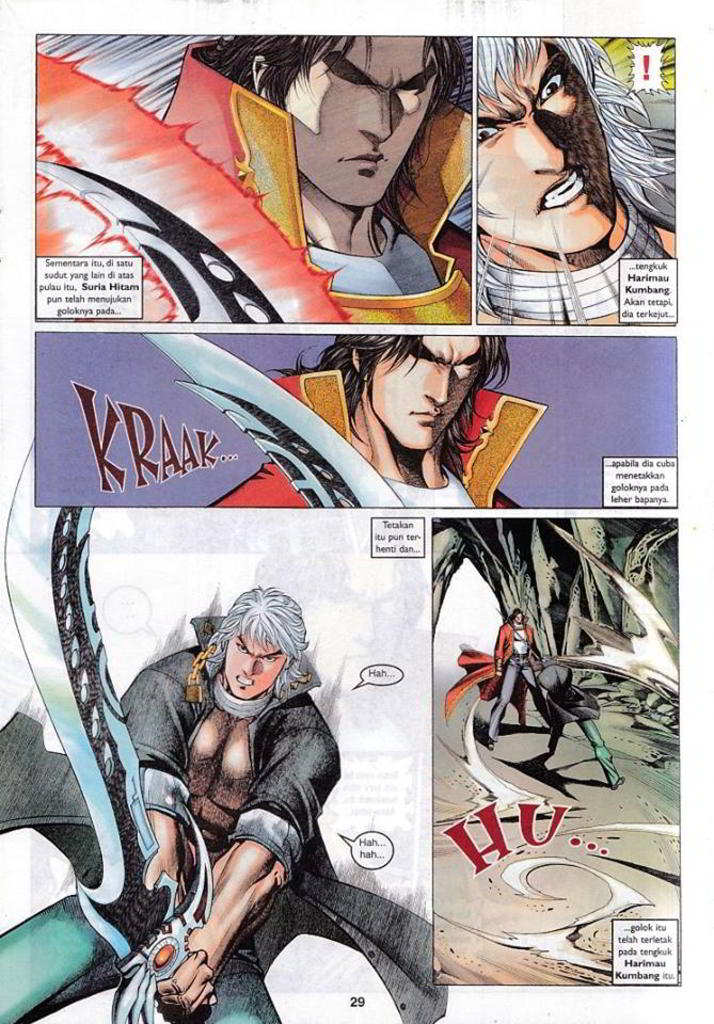 Sementara itu, di satu
sudut yang lain di atas
pulau itu, Suria Hitam
pun telah menujukan
goloknya pada...
!
...tengkuk
Harimau
Kumbang.
Akan tetapi,
dia terkejut...
KRAAK...
...apabila dia cuba
menetakkan
goloknya pada
leher bapanya.
Tetakan
itu pun ter-
henti dan...
Hah...
Hah...
hah...
HU...
...golok itu
telah terletak
pada tengkuk
Harimau
Kumbang itu.
29